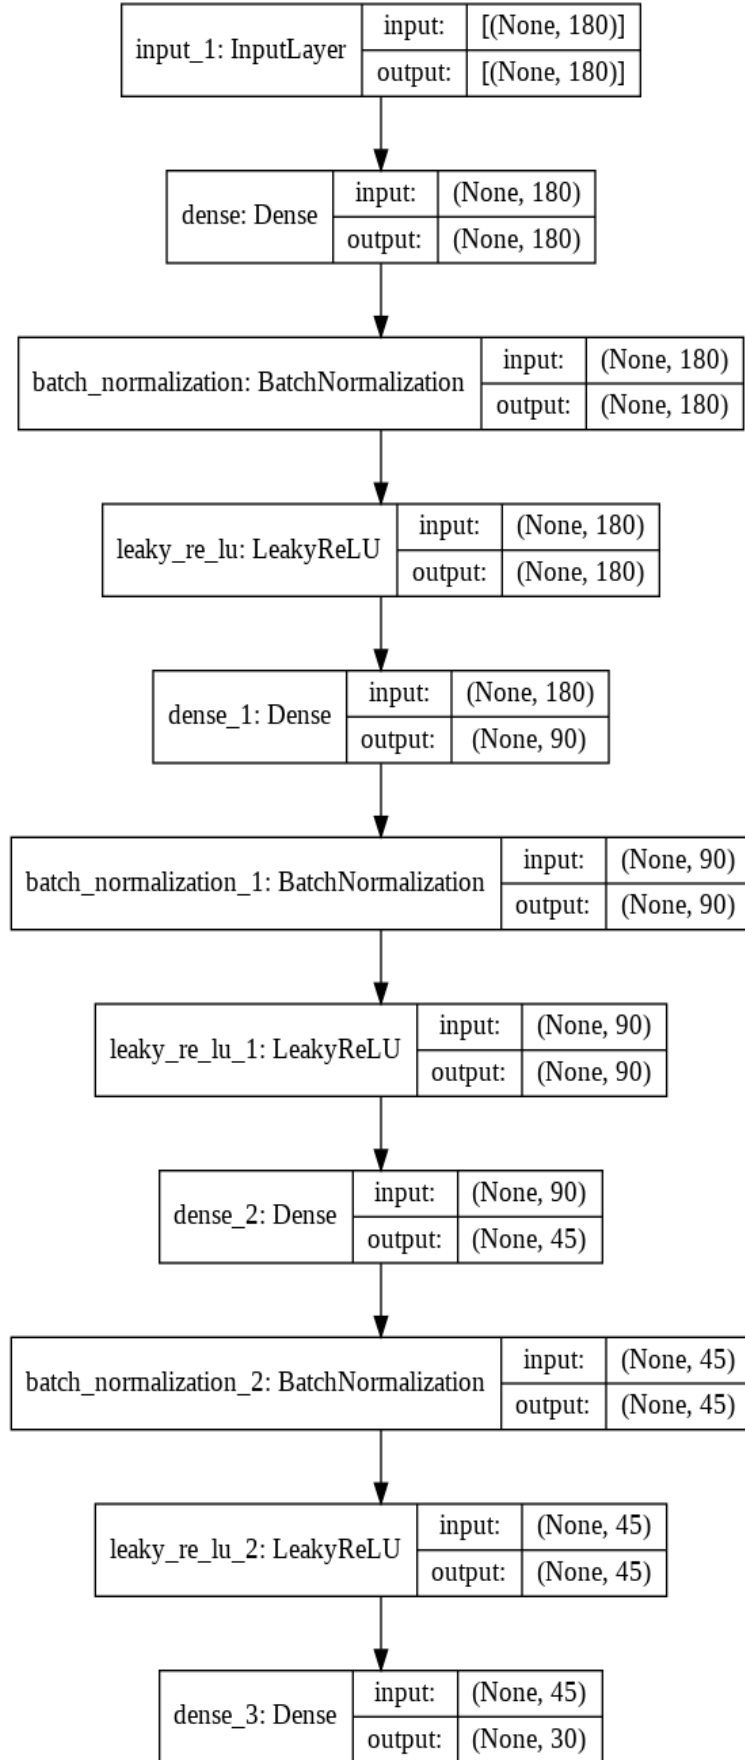 input_1: InputLayer input: [(None, 180)]
output: [(None, 180)]
dense: Dense input: (None, 180)
output: (None, 180)
batch_normalization: BatchNormalization input: (None, 180)
output: (None, 180)
leaky_re_lu: LeakyReLU input: (None, 180)
output: (None, 180)
dense_1: Dense input: (None, 180)
output: (None, 90)
batch_normalization_1: BatchNormalization input: (None, 90)
output: (None, 90)
leaky_re_lu_1: LeakyReLU input: (None, 90)
output: (None, 90)
dense_2: Dense input: (None, 90)
output: (None, 45)
batch_normalization_2: BatchNormalization input: (None, 45)
output: (None, 45)
leaky_re_lu_2: LeakyReLU input: (None, 45)
output: (None, 45)
dense_3: Dense input: (None, 45)
output: (None, 30)